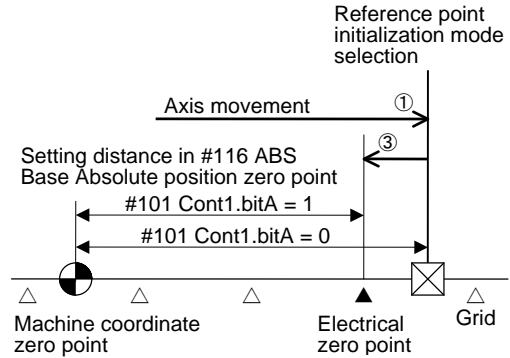 Reference point
initialization mode
selection
Axis movement ①
③
Setting distance in #116 ABS
Base Absolute position zero point
#101 Cont1.bitA = 1
#101 Cont1.bitA = 0
Machine coordinate
zero point
Electrical
zero point
Grid